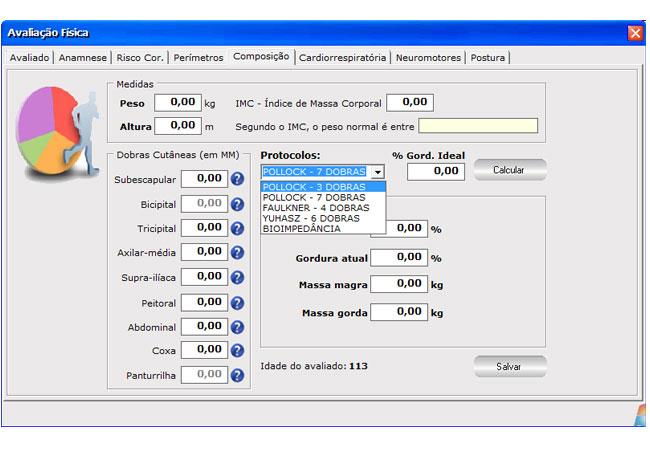 Avaliação Física
Avaliado Anamnese Risco Cor. Perímetros Composição Cardiorrespiratória Neuromotores Postura
Medidas
Peso 0,00 kg IMC - Índice de Massa Corporal 0,00
Altura 0,00 m Segundo o IMC, o peso normal é entre
Dobras Cutâneas (em MM)
Subescapular 0,00 ?
Bicipital 0,00 ?
Tricipital 0,00 ?
Axilar-média 0,00 ?
Supra-ilíaca 0,00 ?
Peitoral 0,00 ?
Abdominal 0,00 ?
Coxa 0,00 ?
Panturrilha 0,00 ?
Protocolos: % Gord. Ideal
POLLOCK - 7 DOBRAS 0,00 Calcular
POLLOCK - 3 DOBRAS
POLLOCK - 7 DOBRAS
FAULKNER - 4 DOBRAS
YUHASZ - 6 DOBRAS
BIOIMPEDÂNCIA
0,00 %
Gordura atual 0,00 %
Massa magra 0,00 kg
Massa gorda 0,00 kg
Idade do avaliado: 113 Salvar